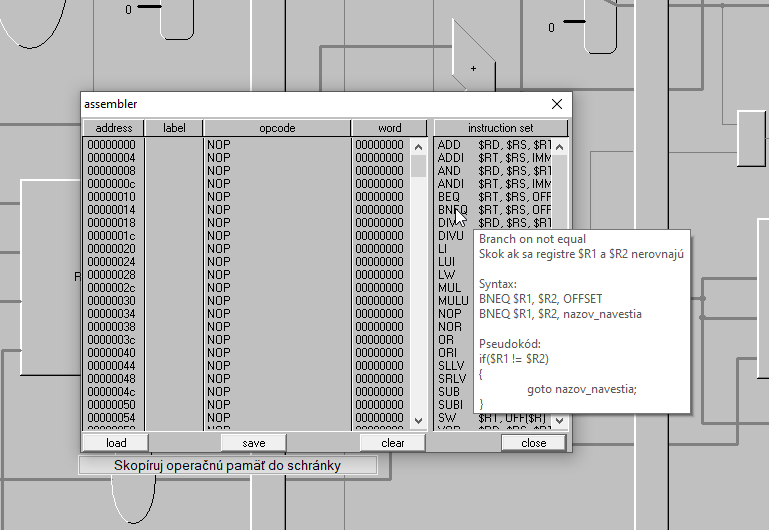 0
0
+
assembler
address label opcode word instruction set
00000000 NOP 00000000 ADD $RD, $RS, $RT
00000004 NOP 00000000 ADDI $RT, $RS, IMM
00000008 NOP 00000000 AND $RD, $RS, $RT
0000000c NOP 00000000 ANDI $RT, $RS, IMM
00000010 NOP 00000000 BEQ $RT, $RS, OFF
00000014 NOP 00000000 BNEQ $RT, $RS, OFF
00000018 NOP 00000000 DIV $RD, $RS, $RT
0000001c NOP 00000000 DIVU
00000020 NOP 00000000 LI
00000024 NOP 00000000 LUI
00000028 NOP 00000000 LW
0000002c NOP 00000000 MUL
00000030 NOP 00000000 MULU
00000034 NOP 00000000 NOP
00000038 NOP 00000000 NOR
0000003c NOP 00000000 OR
00000040 NOP 00000000 ORI
00000044 NOP 00000000 SLLV
00000048 NOP 00000000 SRLV
0000004c NOP 00000000 SUB
00000050 NOP 00000000 SUBI
00000054 NOP 00000000 SW $RT, OFF($R)
Branch on not equal
Skok ak sa registre $R1 a $R2 nerovnajú
Syntax:
BNEQ $R1, $R2, OFFSET
BNEQ $R1, $R2, nazov_navestia
Pseudokód:
if($R1 != $R2)
{
goto nazov_navestia;
}
load save clear close
Skopíruj operačnú pamäť do schránky